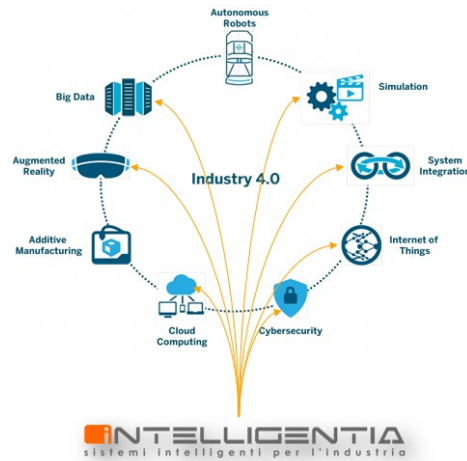 Autonomous
Robots
Big Data
Simulation
Augmented
Reality
Industry 4.0
System
Integration
Additive
Manufacturing
Internet of
Things
Cloud
Computing
Cybersecurity
iNTELLIGENTIA
sistemi intelligenti per l'industria